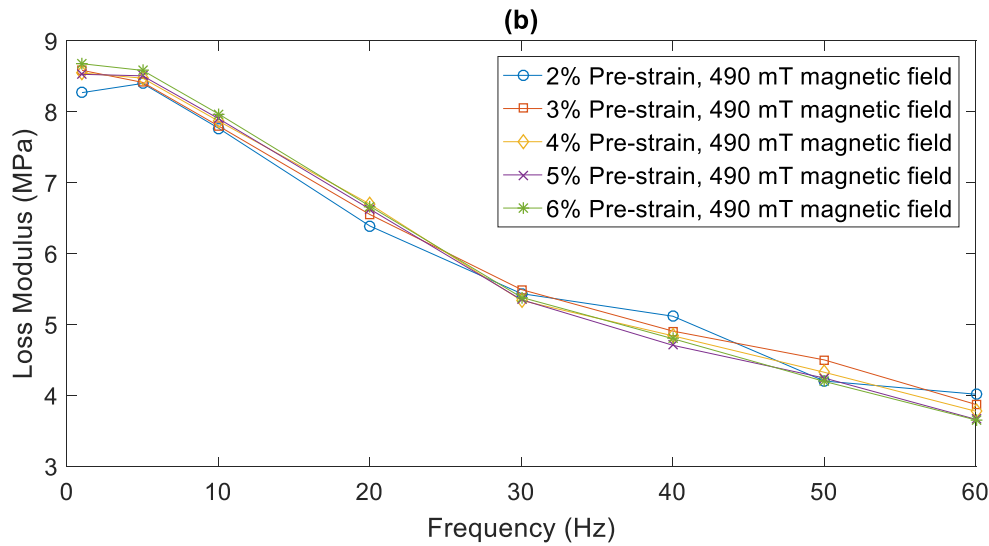 (b)
9
8
7
6
5
4
3
Loss Modulus (MPa)
2% Pre-strain, 490 mT magnetic field
3% Pre-strain, 490 mT magnetic field
4% Pre-strain, 490 mT magnetic field
5% Pre-strain, 490 mT magnetic field
6% Pre-strain, 490 mT magnetic field
0 10 20 30 40 50 60
Frequency (Hz)